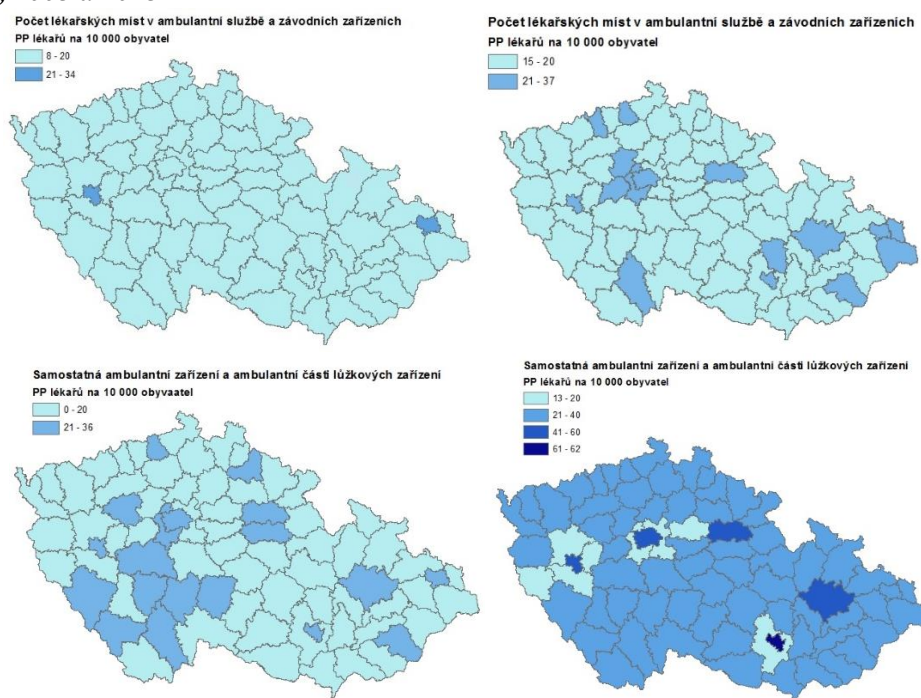 Počet lékařských míst v ambulantní službě a závodních zařízeních
PP lékařů na 10 000 obyvatel
8 - 20
21 - 34
Počet lékařských míst v ambulantní službě a závodních zařízeních
PP lékařů na 10 000 obyvatel
15 - 20
21 - 37
Samostatná ambulantní zařízení a ambulantní části lůžkových zařízení
PP lékařů na 10 000 obyvaatel
0 - 20
21 - 36
Samostatná ambulantní zařízení a ambulantní části lůžkových zařízení
PP lékařů na 10 000 obyvatel
13 - 20
21 - 40
41 - 60
61 - 62